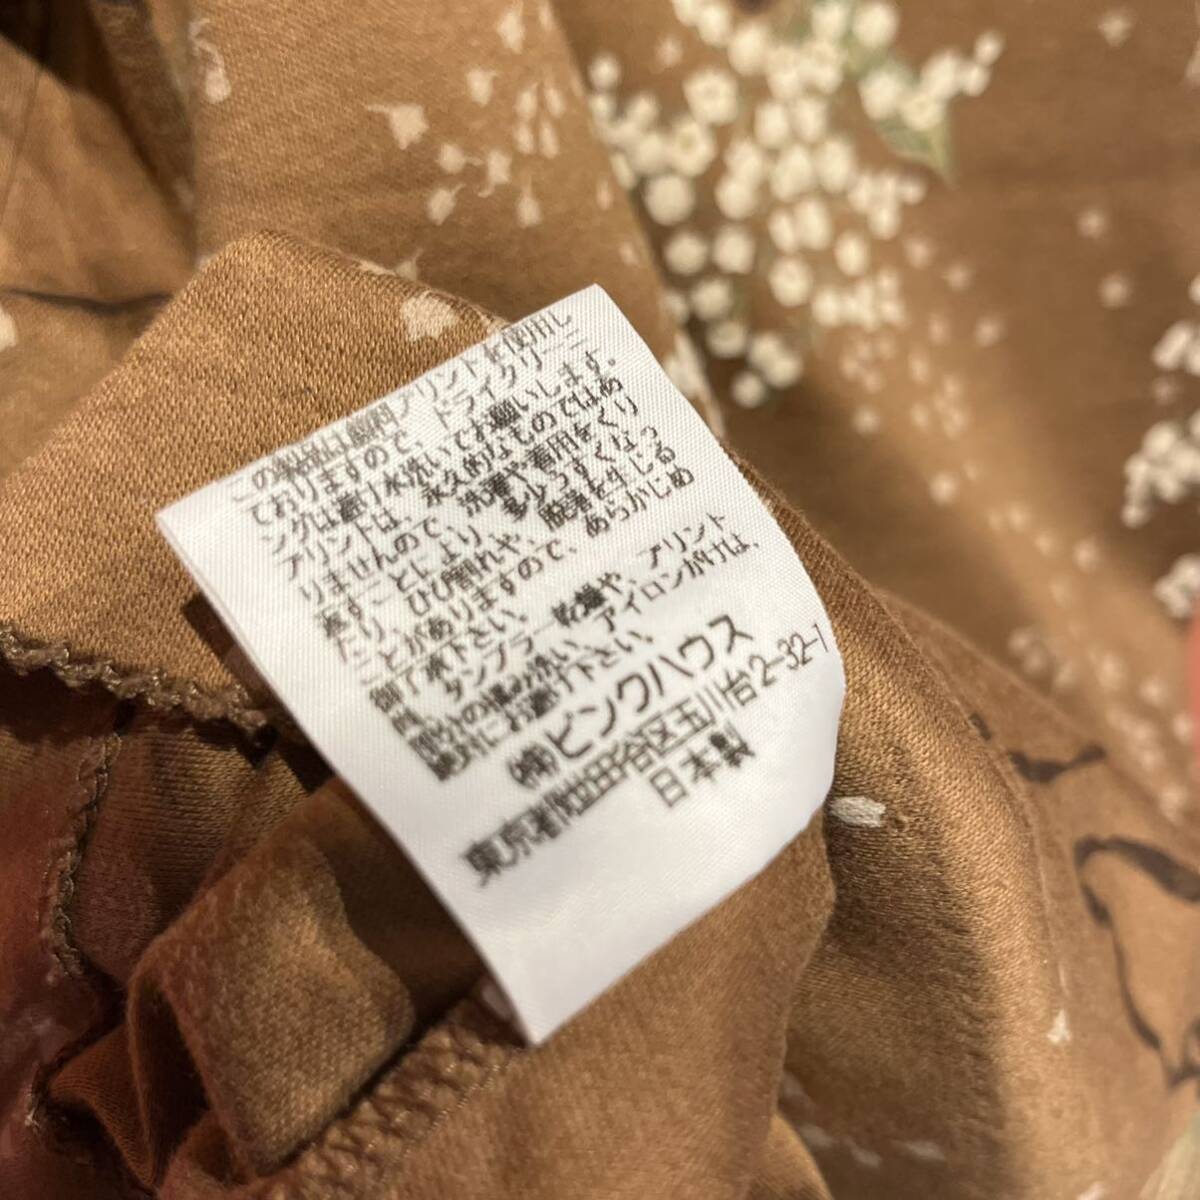 この製品は顔料プリントを使用し
ておりますので、ドライクリーニ
ングは避け水洗いでお願いします。
プリントは、永久的なものではあ
りませんので、洗濯や着用をくり
返すことにより、多少うすくなっ
たり、ひび割れや、脱落を生じる
ことがありますので、あらかじめ
御了承下さい。
タンブラー乾燥や、プリント
部分のもみ洗い、アイロンがけは、
絶対にお避け下さい。
㈱ピンクハウス
東京都世田谷区玉川台2-32-1
日本製